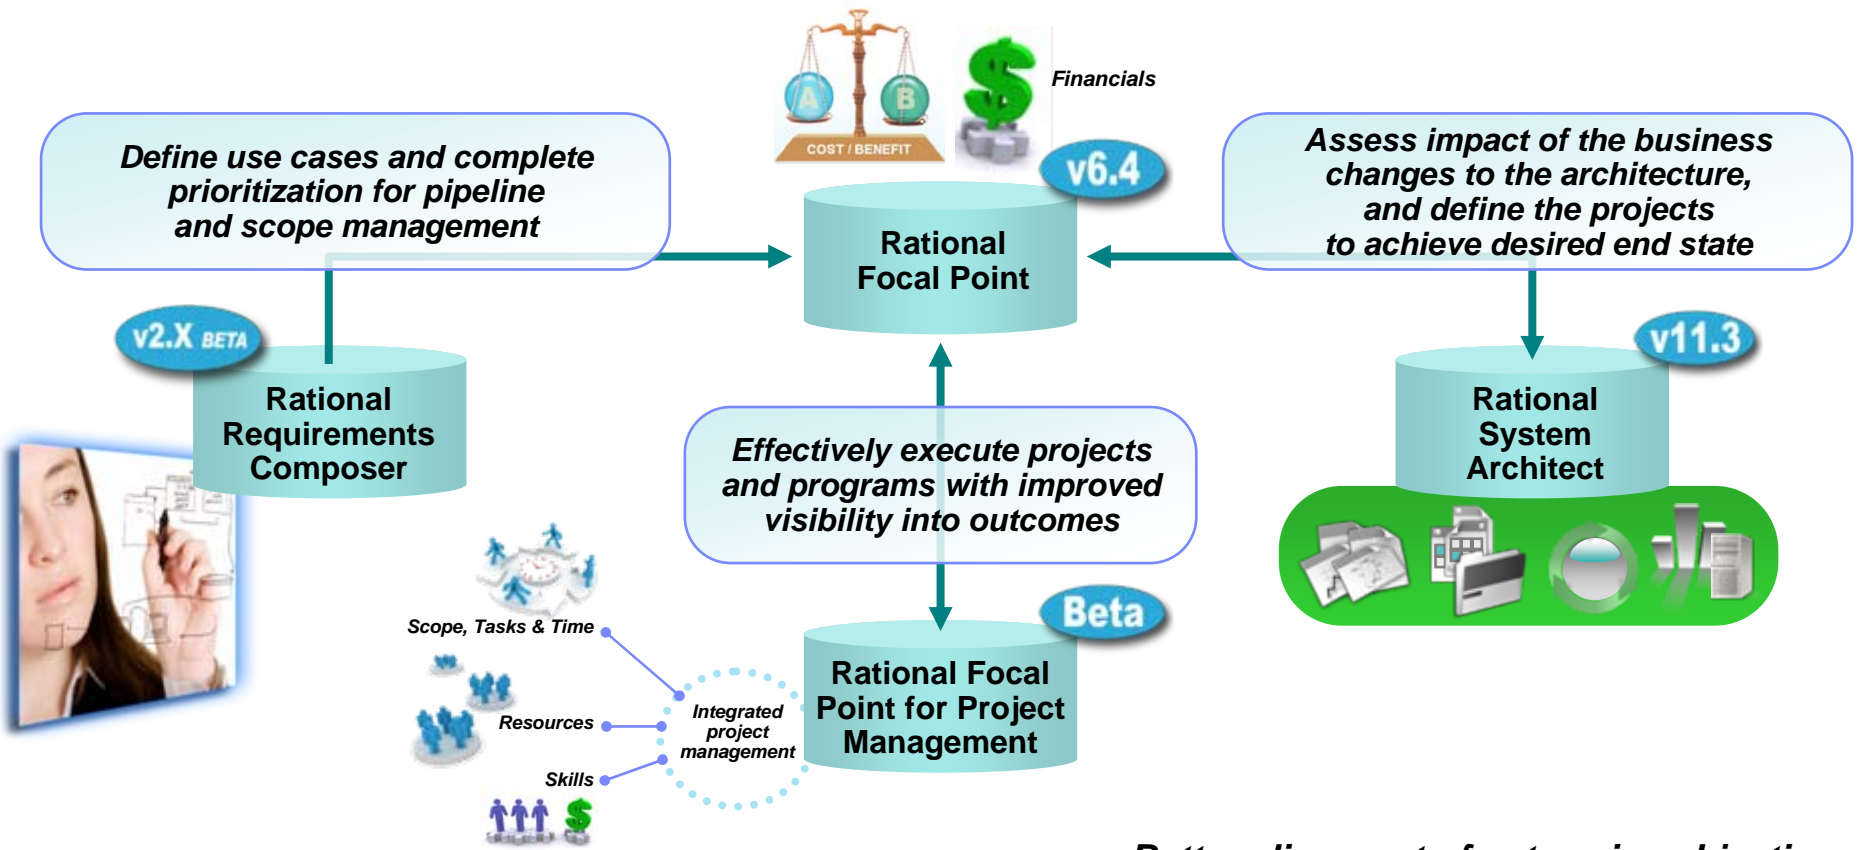 A
B
COST / BENEFIT
Financials
v6.4
Define use cases and complete
prioritization for pipeline
and scope management
Assess impact of the business
changes to the architecture,
and define the projects
to achieve desired end state
Rational
Focal Point
v2.X BETA
v11.3
Rational
Requirements
Composer
Rational
System
Architect
Effectively execute projects
and programs with improved
visibility into outcomes
Beta
Scope, Tasks & Time
Resources
Skills
Integrated
project
management
Rational Focal
Point for Project
Management